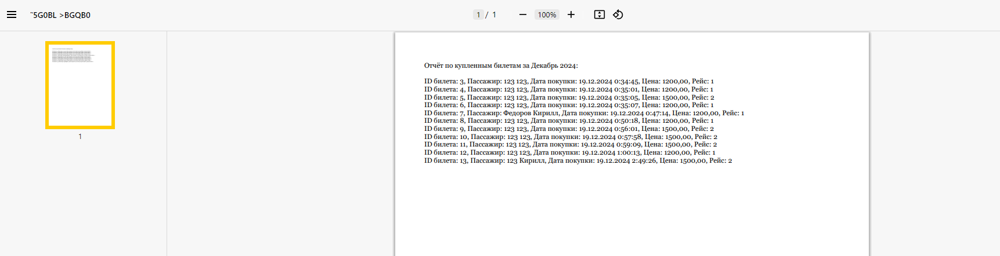 ~5G0BL >BGQB0
1 / 1
100%
1
Отчёт по купленным билетам за Декабрь 2024:
ID билета: 3, Пассажир: 123 123, Дата покупки: 19.12.2024 0:34:45, Цена: 1200,00, Рейс: 1
ID билета: 4, Пассажир: 123 123, Дата покупки: 19.12.2024 0:35:01, Цена: 1200,00, Рейс: 1
ID билета: 5, Пассажир: 123 123, Дата покупки: 19.12.2024 0:35:05, Цена: 1500,00, Рейс: 2
ID билета: 6, Пассажир: 123 123, Дата покупки: 19.12.2024 0:35:07, Цена: 1200,00, Рейс: 1
ID билета: 7, Пассажир: Федоров Кирилл, Дата покупки: 19.12.2024 0:47:14, Цена: 1200,00, Рейс: 1
ID билета: 8, Пассажир: 123 123, Дата покупки: 19.12.2024 0:50:18, Цена: 1200,00, Рейс: 1
ID билета: 9, Пассажир: 123 123, Дата покупки: 19.12.2024 0:56:01, Цена: 1500,00, Рейс: 2
ID билета: 10, Пассажир: 123 123, Дата покупки: 19.12.2024 0:57:58, Цена: 1500,00, Рейс: 2
ID билета: 11, Пассажир: 123 123, Дата покупки: 19.12.2024 0:59:09, Цена: 1500,00, Рейс: 2
ID билета: 12, Пассажир: 123 123, Дата покупки: 19.12.2024 1:00:13, Цена: 1200,00, Рейс: 1
ID билета: 13, Пассажир: 123 Кирилл, Дата покупки: 19.12.2024 2:49:26, Цена: 1500,00, Рейс: 2